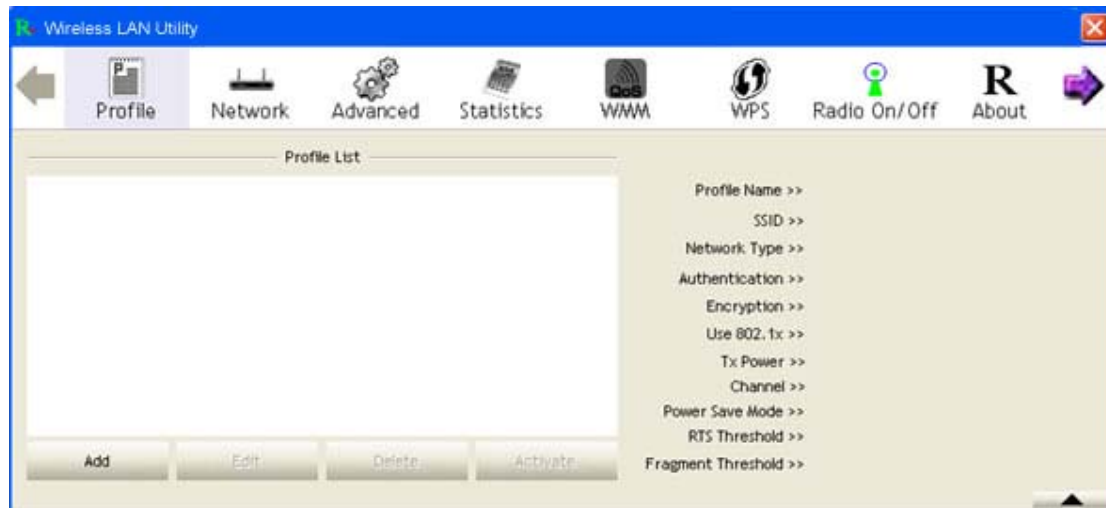 R Wireless LAN Utility
P QoS R
Profile Network Advanced Statistics WMM WPS Radio On/Off About
Profile List
Profile Name >>
SSID >>
Network Type >>
Authentication >>
Encryption >>
Use 802.1x >>
Tx Power >>
Channel >>
Power Save Mode >>
RTS Threshold >>
Fragment Threshold >>
Add Edit Delete Activate